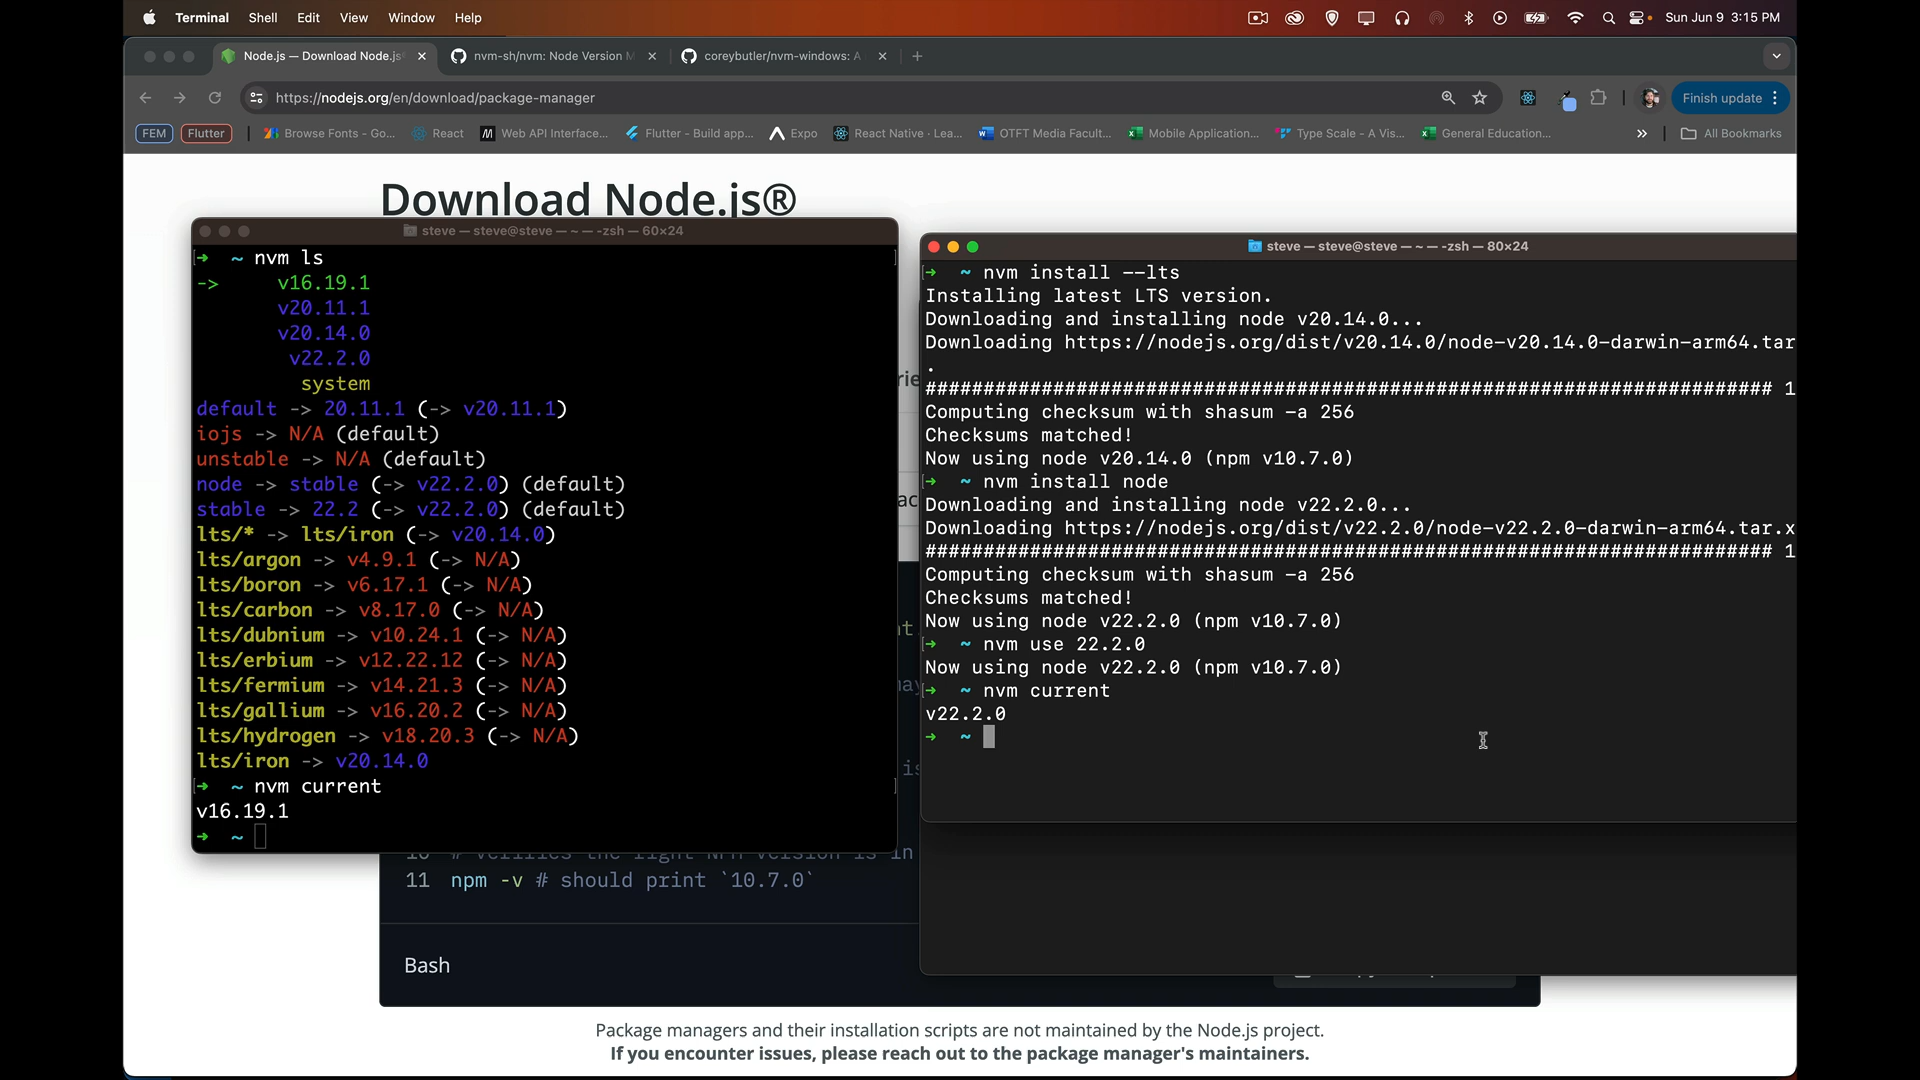 Terminal Shell Edit View Window Help
Sun Jun 9 3:15 PM
Node.js — Download Node.js
nvm-sh/nvm: Node Version M
coreybutler/nvm-windows: A
https://nodejs.org/en/download/package-manager
Finish update
FEM Flutter Browse Fonts - Go... React Web API Interface... Flutter - Build app... Expo React Native · Lea... OTFT Media Facult... Mobile Application... Type Scale - A Vis... General Education... » All Bookmarks
Download Node.js®
steve — steve@steve — ~ — -zsh — 60×24
➜ ~ nvm ls
-> v16.19.1
v20.11.1
v20.14.0
v22.2.0
system
default -> 20.11.1 (-> v20.11.1)
iojs -> N/A (default)
unstable -> N/A (default)
node -> stable (-> v22.2.0) (default)
stable -> 22.2 (-> v22.2.0) (default)
lts/* -> lts/iron (-> v20.14.0)
lts/argon -> v4.9.1 (-> N/A)
lts/boron -> v6.17.1 (-> N/A)
lts/carbon -> v8.17.0 (-> N/A)
lts/dubnium -> v10.24.1 (-> N/A)
lts/erbium -> v12.22.12 (-> N/A)
lts/fermium -> v14.21.3 (-> N/A)
lts/gallium -> v16.20.2 (-> N/A)
lts/hydrogen -> v18.20.3 (-> N/A)
lts/iron -> v20.14.0
➜ ~ nvm current
v16.19.1
➜ ~
steve — steve@steve — ~ — -zsh — 80×24
➜ ~ nvm install --lts
Installing latest LTS version.
Downloading and installing node v20.14.0...
Downloading https://nodejs.org/dist/v20.14.0/node-v20.14.0-darwin-arm64.tar
.
######################################################################### 1
Computing checksum with shasum -a 256
Checksums matched!
Now using node v20.14.0 (npm v10.7.0)
➜ ~ nvm install node
Downloading and installing node v22.2.0...
Downloading https://nodejs.org/dist/v22.2.0/node-v22.2.0-darwin-arm64.tar.x
######################################################################### 1
Computing checksum with shasum -a 256
Checksums matched!
Now using node v22.2.0 (npm v10.7.0)
➜ ~ nvm use 22.2.0
Now using node v22.2.0 (npm v10.7.0)
➜ ~ nvm current
v22.2.0
➜ ~
10 # verifies the right NPM version is in
11 npm -v # should print `10.7.0`
Bash
Package managers and their installation scripts are not maintained by the Node.js project.
If you encounter issues, please reach out to the package manager's maintainers.